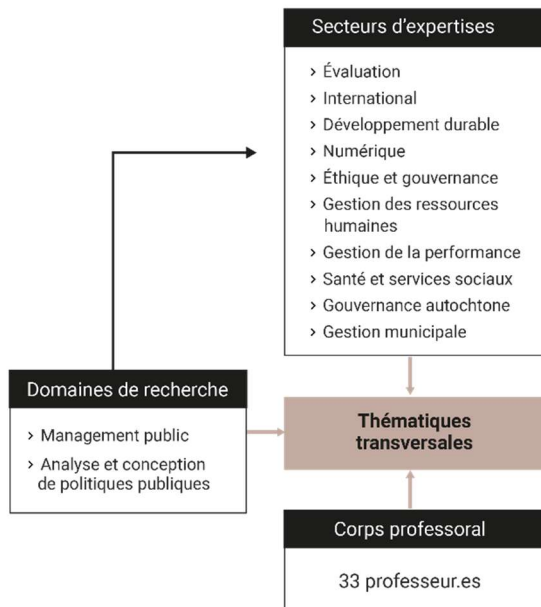 Secteurs d'expertises
> Évaluation
> International
> Développement durable
> Numérique
> Éthique et gouvernance
> Gestion des ressources
humaines
> Gestion de la performance
> Santé et services sociaux
> Gouvernance autochtone
> Gestion municipale
Domaines de recherche
> Management public
> Analyse et conception
de politiques publiques
Thématiques
transversales
Corps professoral
33 professeur.es